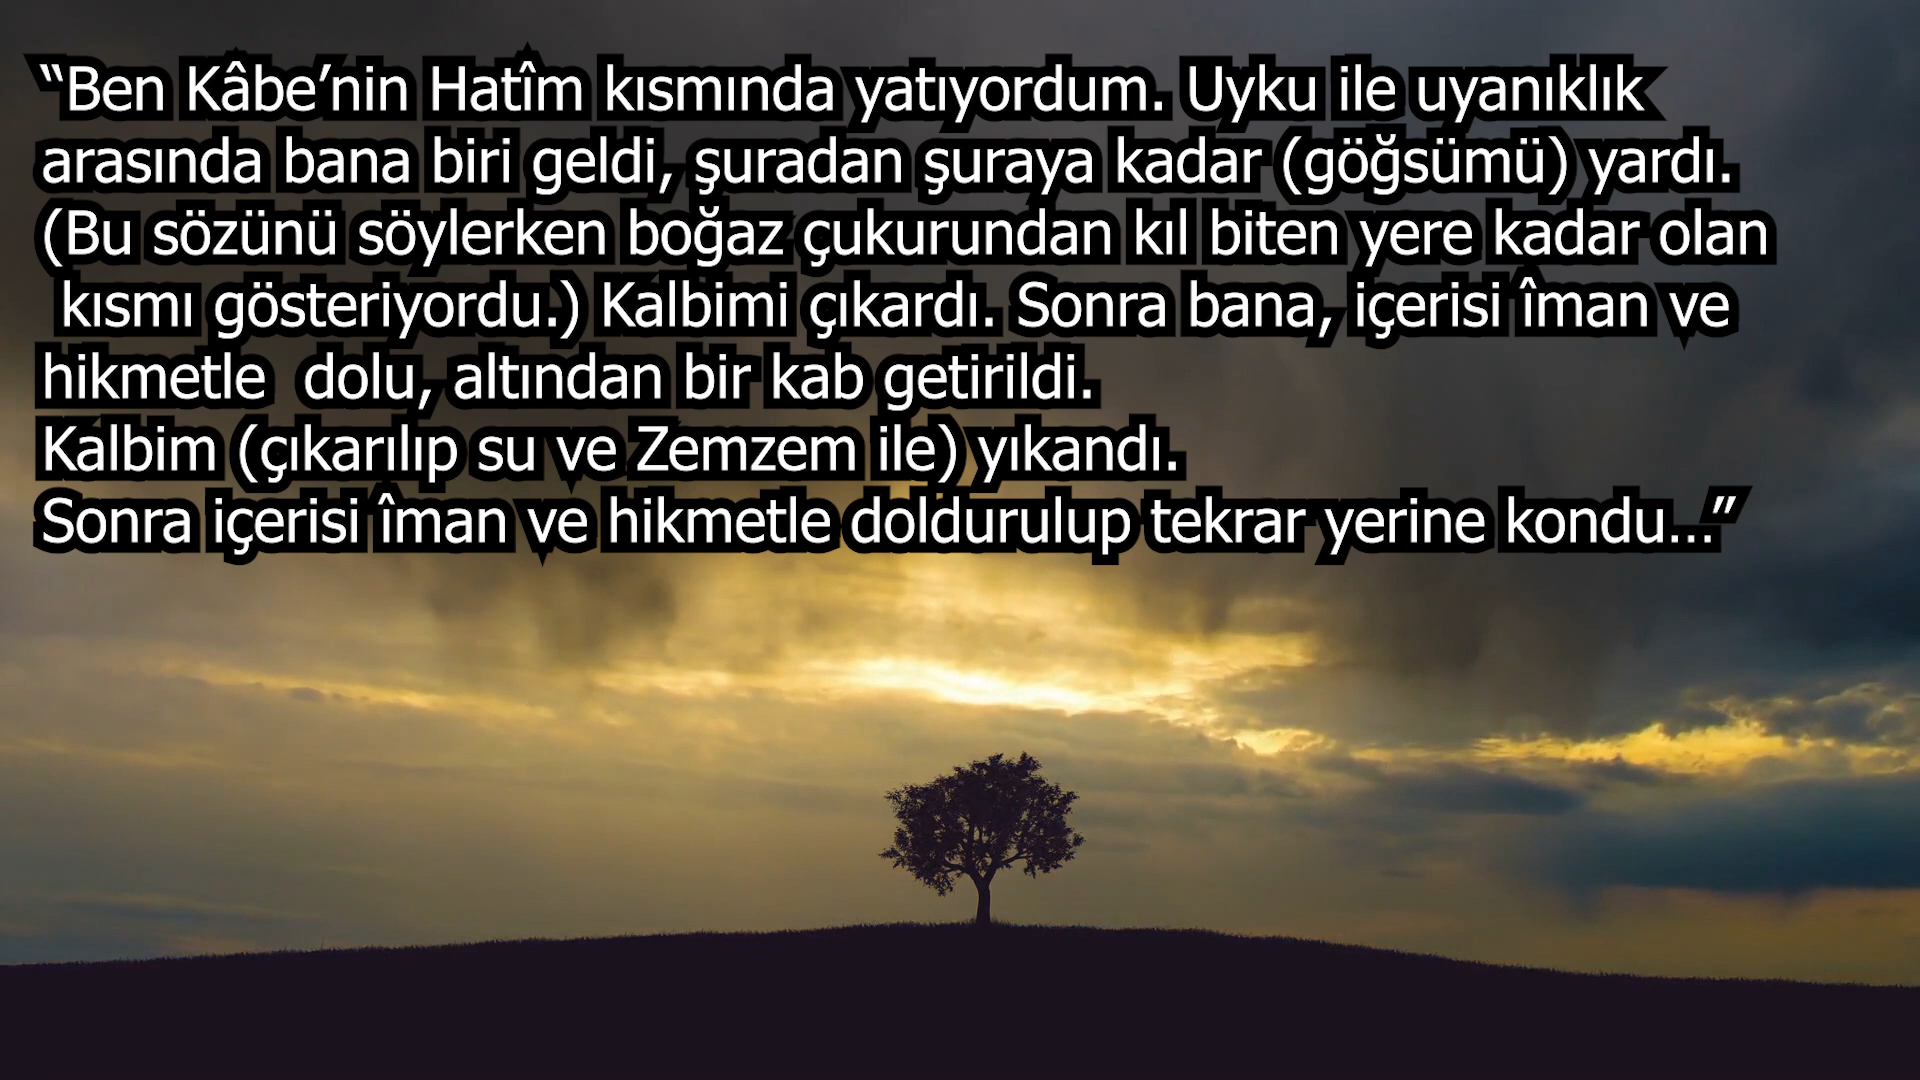 “Ben Kâbe’nin Hatîm kısmında yatıyordum. Uyku ile uyanıklık
arasında bana biri geldi, şuradan şuraya kadar (göğsümü) yardı.
(Bu sözünü söylerken boğaz çukurundan kıl biten yere kadar olan
kısmı gösteriyordu.) Kalbimi çıkardı. Sonra bana, içerisi îman ve
hikmetle  dolu, altından bir kab getirildi.
Kalbim (çıkarılıp su ve Zemzem ile) yıkandı.
Sonra içerisi îman ve hikmetle doldurulup tekrar yerine kondu…”